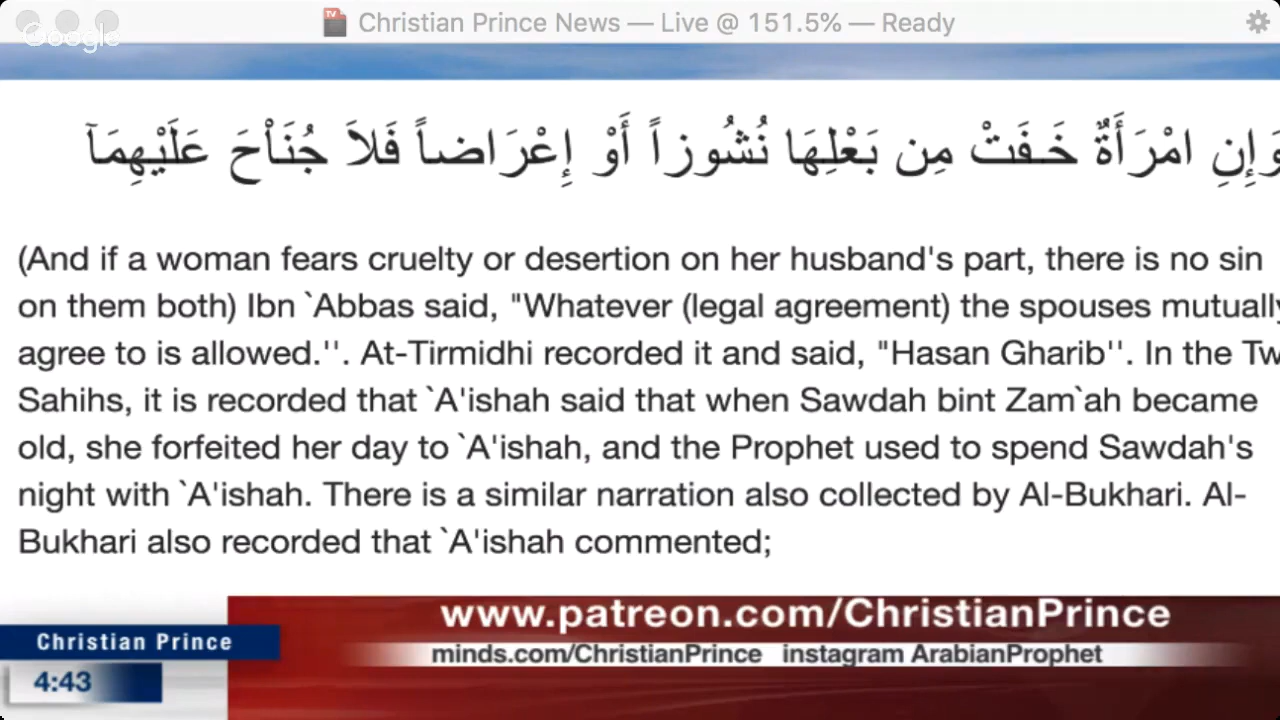 Christian Prince News — Live @ 151.5% — Ready
Google
وَإِنِ امْرَأَةٌ خَـفَتْ مِن بَعْلِهَا نُشُوزاً أَوْ إِعْرَاضاً فَلاَ جُنَاْحَ عَلَيْهِمَآ
(And if a woman fears cruelty or desertion on her husband's part, there is no sin
on them both) Ibn `Abbas said, "Whatever (legal agreement) the spouses mutually
agree to is allowed.''. At-Tirmidhi recorded it and said, "Hasan Gharib''. In the Tw
Sahihs, it is recorded that `A'ishah said that when Sawdah bint Zam`ah became
old, she forfeited her day to `A'ishah, and the Prophet used to spend Sawdah's
night with `A'ishah. There is a similar narration also collected by Al-Bukhari. Al-
Bukhari also recorded that `A'ishah commented;
www.patreon.com/ChristianPrince
Christian Prince
minds.com/ChristianPrince instagram ArabianProphet
4:43